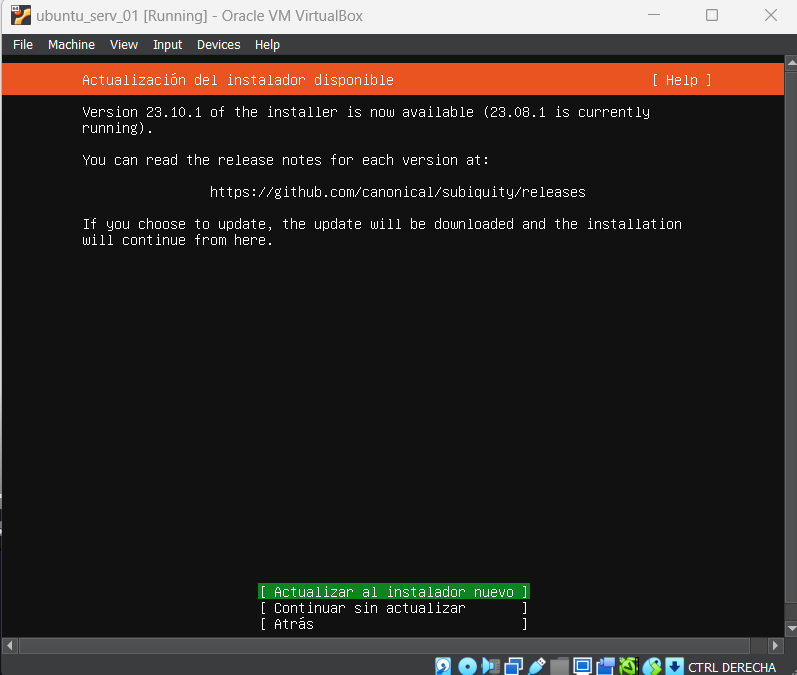 ubuntu_serv_01 [Running] - Oracle VM VirtualBox
File Machine View Input Devices Help
Actualización del instalador disponible [ Help ]
Version 23.10.1 of the installer is now available (23.08.1 is currently
running).
You can read the release notes for each version at:
https://github.com/canonical/subiquity/releases
If you choose to update, the update will be downloaded and the installation
will continue from here.
[ Actualizar al instalador nuevo ]
[ Continuar sin actualizar ]
[ Atrás ]
CTRL DERECHA